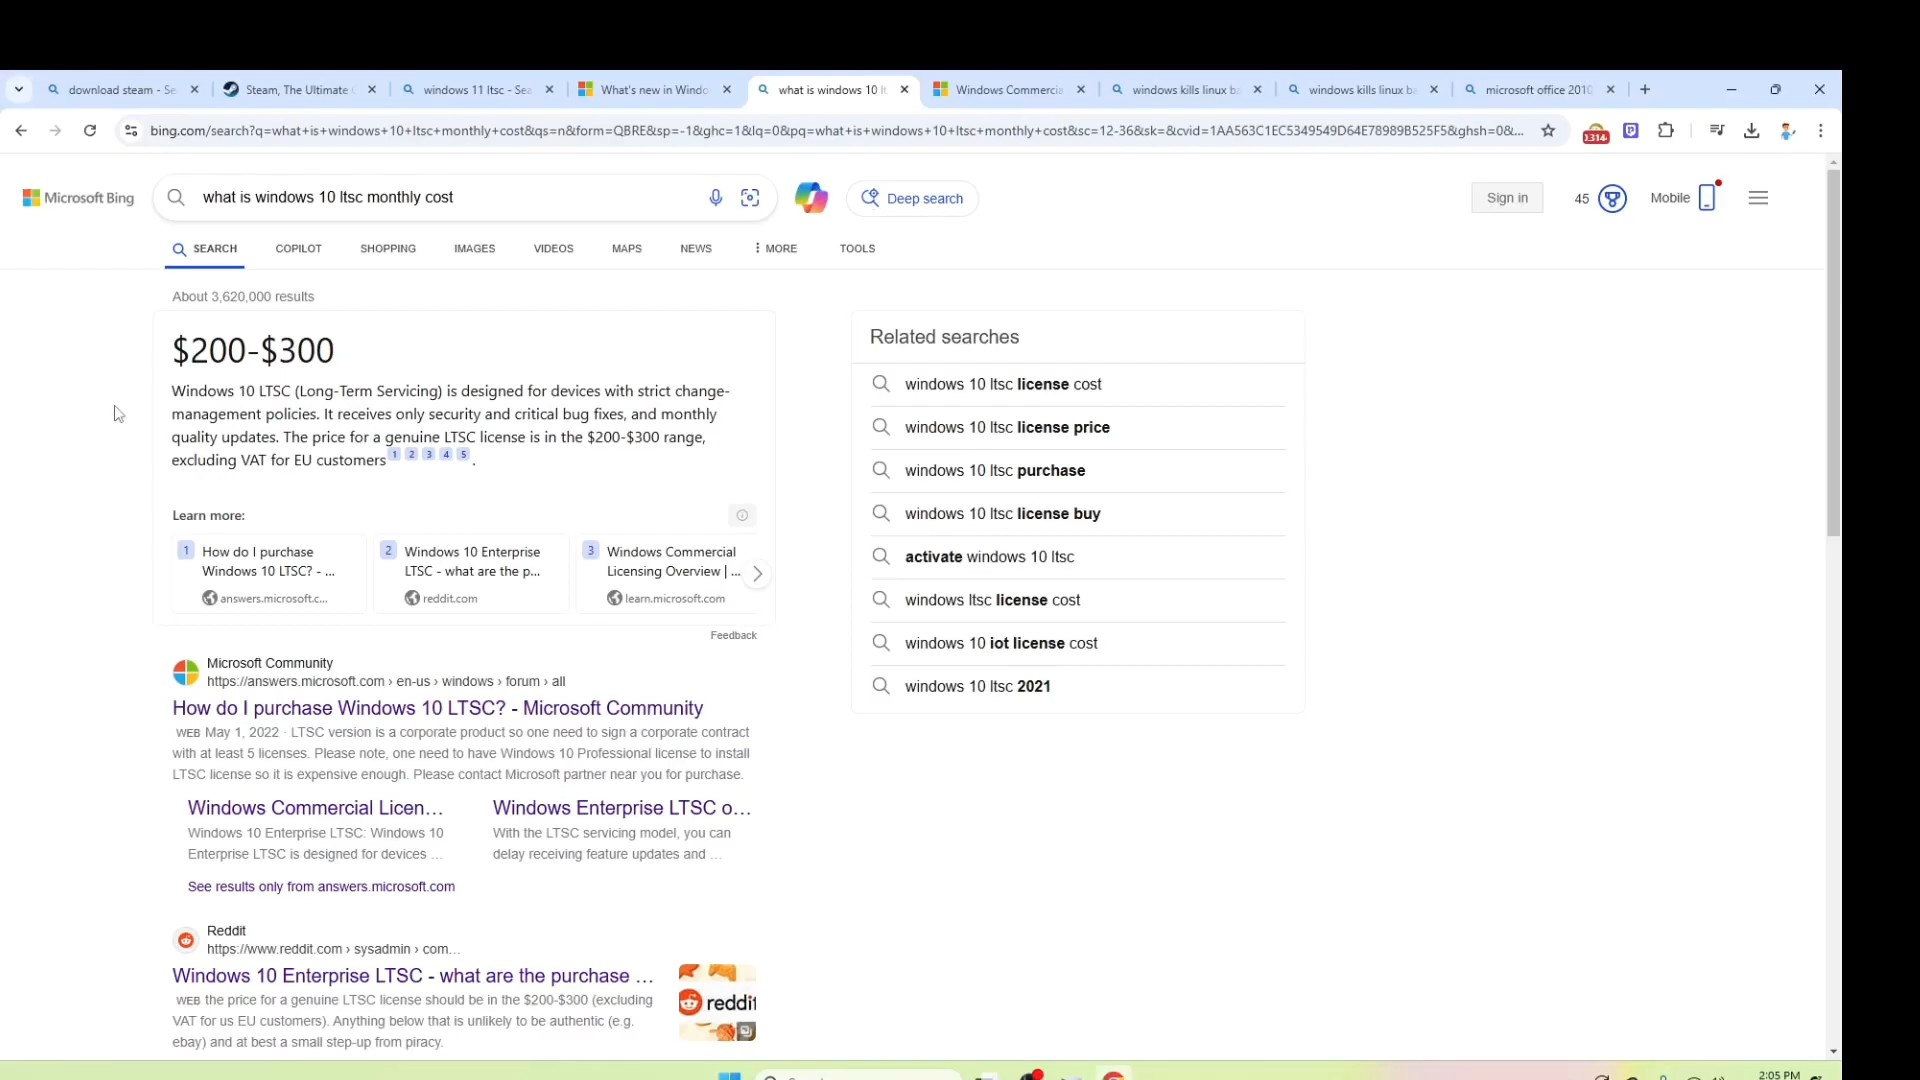 download steam - Se
Steam, The Ultimate
windows 11 ltsc - Sea
What's new in Windo
what is windows 10 lt
Windows Commercia
windows kills linux ba
windows kills linux ba
microsoft office 2010
bing.com/search?q=what+is+windows+10+ltsc+monthly+cost&qs=n&form=QBRE&sp=-1&ghc=1&lq=0&pq=what+is+windows+10+ltsc+monthly+cost&sc=12-36&sk=&cvid=1AA563C1EC5349549D64E78989B525F5&ghsh=0&...
Microsoft Bing
what is windows 10 ltsc monthly cost
Deep search
Sign in
45
Mobile
SEARCH
COPILOT
SHOPPING
IMAGES
VIDEOS
MAPS
NEWS
MORE
TOOLS
About 3,620,000 results
$200-$300
Windows 10 LTSC (Long-Term Servicing) is designed for devices with strict change-
management policies. It receives only security and critical bug fixes, and monthly
quality updates. The price for a genuine LTSC license is in the $200-$300 range,
excluding VAT for EU customers 1 2 3 4 5 .
Learn more:
1 How do I purchase
Windows 10 LTSC? - ...
answers.microsoft.c...
2 Windows 10 Enterprise
LTSC - what are the p...
reddit.com
3 Windows Commercial
Licensing Overview | ...
learn.microsoft.com
Feedback
Microsoft Community
https://answers.microsoft.com › en-us › windows › forum › all
How do I purchase Windows 10 LTSC? - Microsoft Community
WEB May 1, 2022 · LTSC version is a corporate product so one need to sign a corporate contract
with at least 5 licenses. Please note, one need to have Windows 10 Professional license to install
LTSC license so it is expensive enough. Please contact Microsoft partner near you for purchase.
Windows Commercial Licen...
Windows 10 Enterprise LTSC: Windows 10
Enterprise LTSC is designed for devices ...
Windows Enterprise LTSC o...
With the LTSC servicing model, you can
delay receiving feature updates and ...
See results only from answers.microsoft.com
Reddit
https://www.reddit.com › sysadmin › com...
Windows 10 Enterprise LTSC - what are the purchase ...
WEB the price for a genuine LTSC license should be in the $200-$300 (excluding
VAT for us EU customers). Anything below that is unlikely to be authentic (e.g.
ebay) and at best a small step-up from piracy.
reddit
Related searches
windows 10 ltsc license cost
windows 10 ltsc license price
windows 10 ltsc purchase
windows 10 ltsc license buy
activate windows 10 ltsc
windows ltsc license cost
windows 10 iot license cost
windows 10 ltsc 2021
2:05 PM